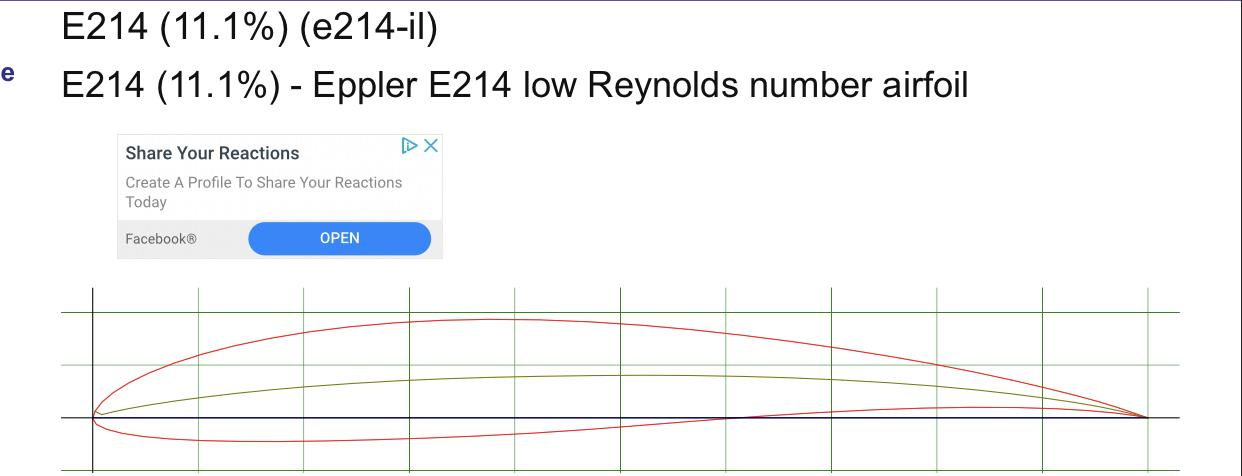 E214 (11.1%) (e214-il)
e
E214 (11.1%) - Eppler E214 low Reynolds number airfoil
Share Your Reactions
Create A Profile To Share Your Reactions
Today
Facebook®
OPEN